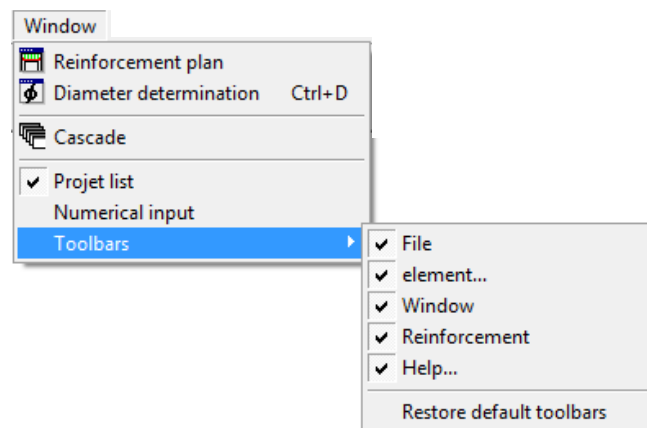 Window
Reinforcement plan
Diameter determination Ctrl+D
Cascade
Projet list
Numerical input
Toolbars
File
element...
Window
Reinforcement
Help...
Restore default toolbars